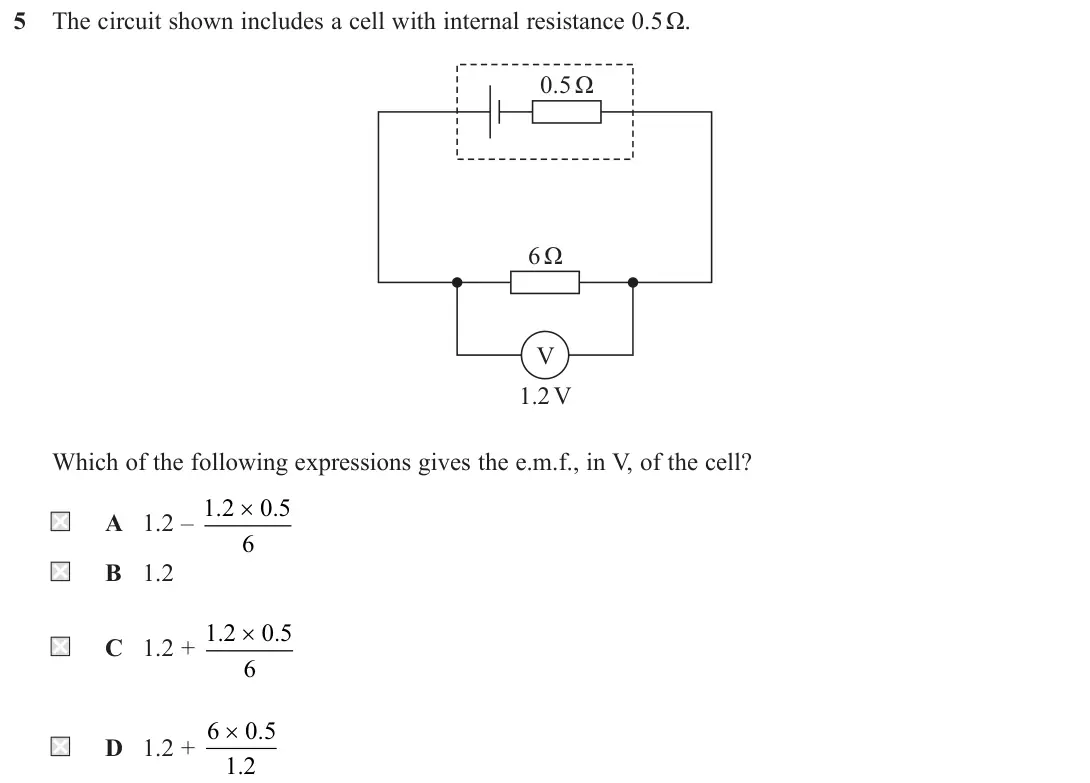 5 The circuit shown includes a cell with internal resistance 0.5 Ω.
0.5 Ω
6 Ω
V
1.2 V
Which of the following expressions gives the e.m.f., in V, of the cell?
A 1.2 – (1.2 × 0.5)/6
B 1.2
C 1.2 + (1.2 × 0.5)/6
D 1.2 + (6 × 0.5)/1.2